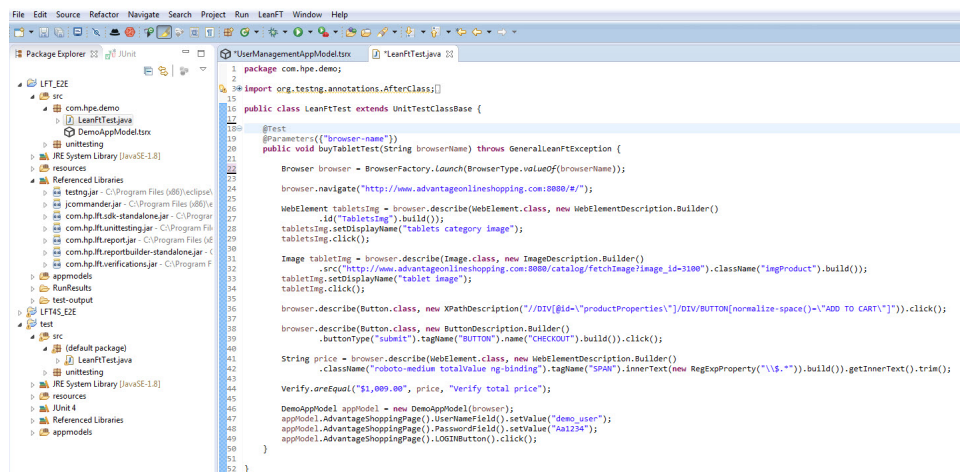 File Edit Source Refactor Navigate Search Project Run LeanFT Window Help
Package Explorer JUnit
LFT_E2E
src
com.hpe.demo
LeanFtTest.java
DemoAppModel.tsrx
unittesting
JRE System Library [JavaSE-1.8]
resources
Referenced Libraries
testng.jar - C:\Program Files (x86)\eclipse\
jcommander.jar - C:\Program Files (x86)\e
com.hp.lft.sdk-standalone.jar - C:\Prograr
com.hp.lft.unittesting.jar - C:\Program File
com.hp.lft.report.jar - C:\Program Files (x8
com.hp.lft.reportbuilder-standalone.jar - C
com.hp.lft.verifications.jar - C:\Program F
appmodels
RunResults
test-output
LFT4S_E2E
test
src
(default package)
LeanFtTest.java
unittesting
JRE System Library [JavaSE-1.8]
resources
JUnit 4
Referenced Libraries
appmodels
*UserManagementAppModel.tsrx *LeanFtTest.java
1 package com.hpe.demo;
2
3 import org.testng.annotations.AfterClass;
15
16 public class LeanFtTest extends UnitTestClassBase {
17
18 @Test
19 @Parameters({"browser-name"})
20 public void buyTabletTest(String browserName) throws GeneralLeanFtException {
21
22 Browser browser = BrowserFactory.launch(BrowserType.valueOf(browserName));
23
24 browser.navigate("http://www.advantageonlineshopping.com:8080/#/");
25
26 WebElement tabletsImg = browser.describe(WebElement.class, new WebElementDescription.Builder()
27 .id("TabletsImg").build());
28 tabletsImg.setDisplayName("tablets category image");
29 tabletsImg.click();
30
31 Image tabletImg = browser.describe(Image.class, new ImageDescription.Builder()
32 .src("http://www.advantageonlineshopping.com:8080/catalog/fetchImage?image_id=3100").className("imgProduct").build());
33 tabletImg.setDisplayName("tablet image");
34 tabletImg.click();
35
36 browser.describe(Button.class, new XPathDescription("//DIV[@id=\"productProperties\"]/DIV/BUTTON[normalize-space()=\"ADD TO CART\"]")).click();
37
38 browser.describe(Button.class, new ButtonDescription.Builder()
39 .buttonType("submit").tagName("BUTTON").name("CHECKOUT").build()).click();
40
41 String price = browser.describe(WebElement.class, new WebElementDescription.Builder()
42 .className("roboto-medium totalValue ng-binding").tagName("SPAN").innerText(new RegExpProperty("\\$.*")).build()).getInnerText().trim();
43
44 Verify.areEqual("$1,009.00", price, "Verify total price");
45
46 DemoAppModel appModel = new DemoAppModel(browser);
47 appModel.AdvantageShoppingPage().UserNameField().setValue("demo_user");
48 appModel.AdvantageShoppingPage().PasswordField().setValue("Aa1234");
49 appModel.AdvantageShoppingPage().LOGINButton().click();
50 }
51
52 }